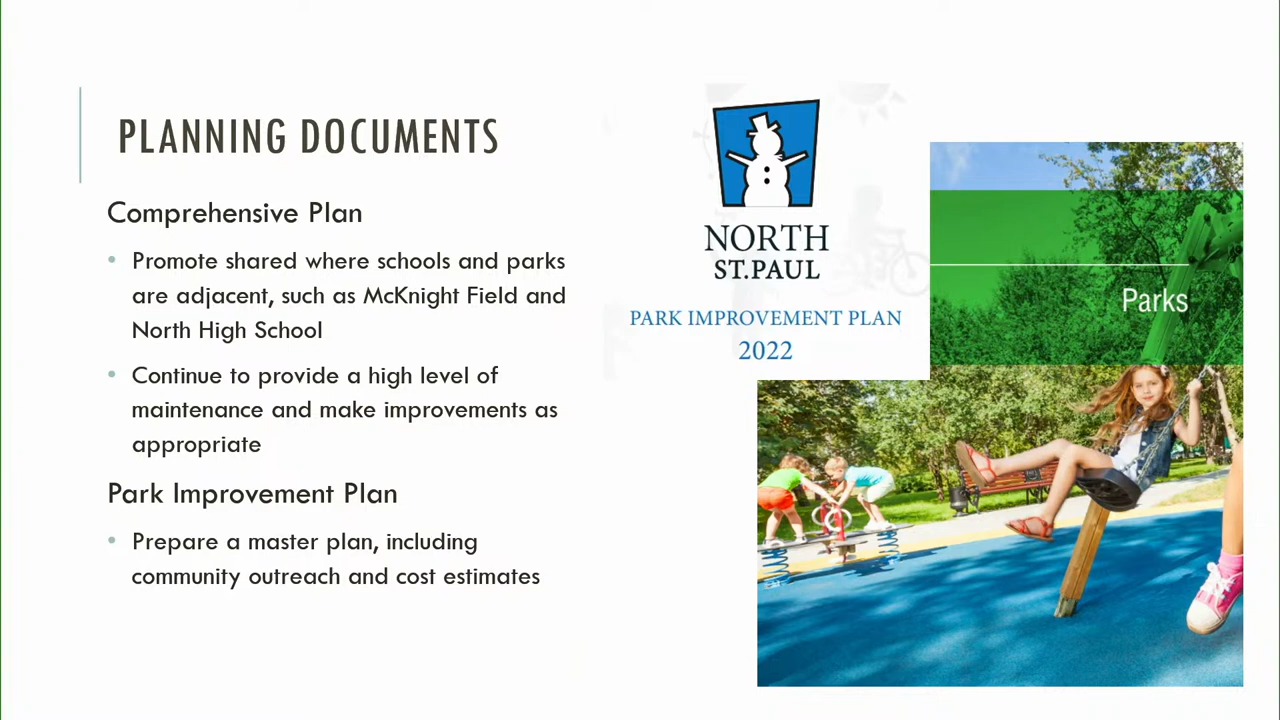 PLANNING DOCUMENTS
Comprehensive Plan
• Promote shared where schools and parks
are adjacent, such as McKnight Field and
North High School
• Continue to provide a high level of
maintenance and make improvements as
appropriate
Park Improvement Plan
• Prepare a master plan, including
community outreach and cost estimates
NORTH
ST.PAUL
PARK IMPROVEMENT PLAN
2022
Parks